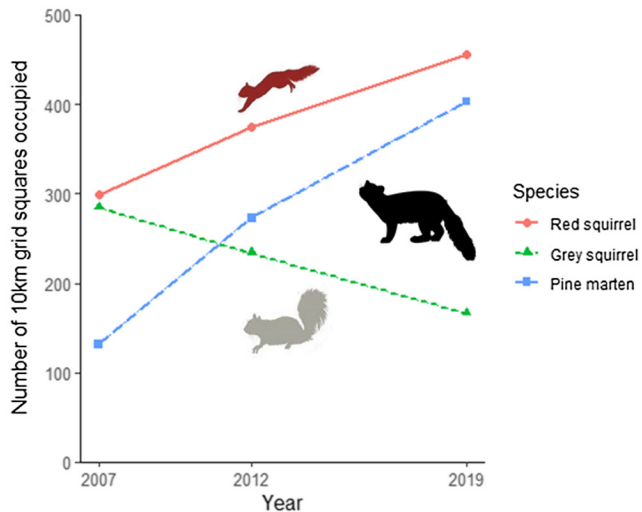 500
400
300
200
100
0
Number of 10km grid squares occupied
2007
2012
2019
Year
Species
Red squirrel
Grey squirrel
Pine marten